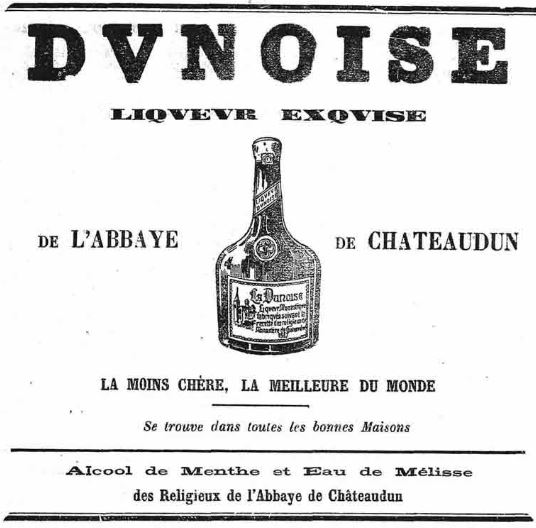 DVNOISE
LIQVEVR EXQVISE
DE L'ABBAYE DE CHATEAUDUN
La Dunoise
LA MOINS CHÈRE, LA MEILLEURE DU MONDE
Se trouve dans toutes les bonnes Maisons
Alcool de Menthe et Eau de Mélisse
des Religieux de l'Abbaye de Châteaudun